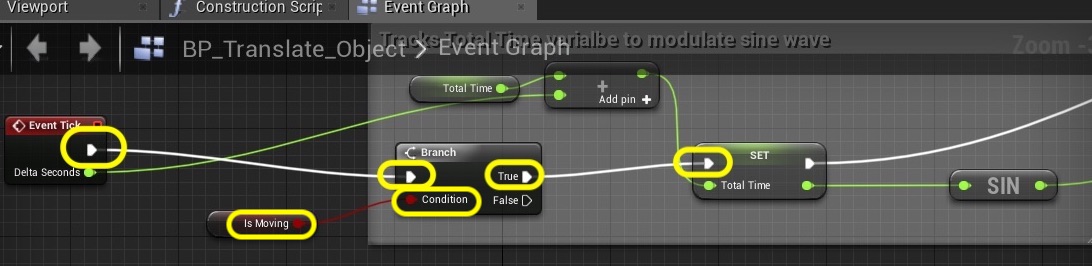 Viewport
Construction Scrip
Event Graph
BP_Translate_Object > Event Graph
Tracks Total Time varialbe to modulate sine wave
Zoom -
Total Time
Add pin +
Event Tick
Delta Seconds
Branch
True
Condition
False
Is Moving
SET
Total Time
SIN